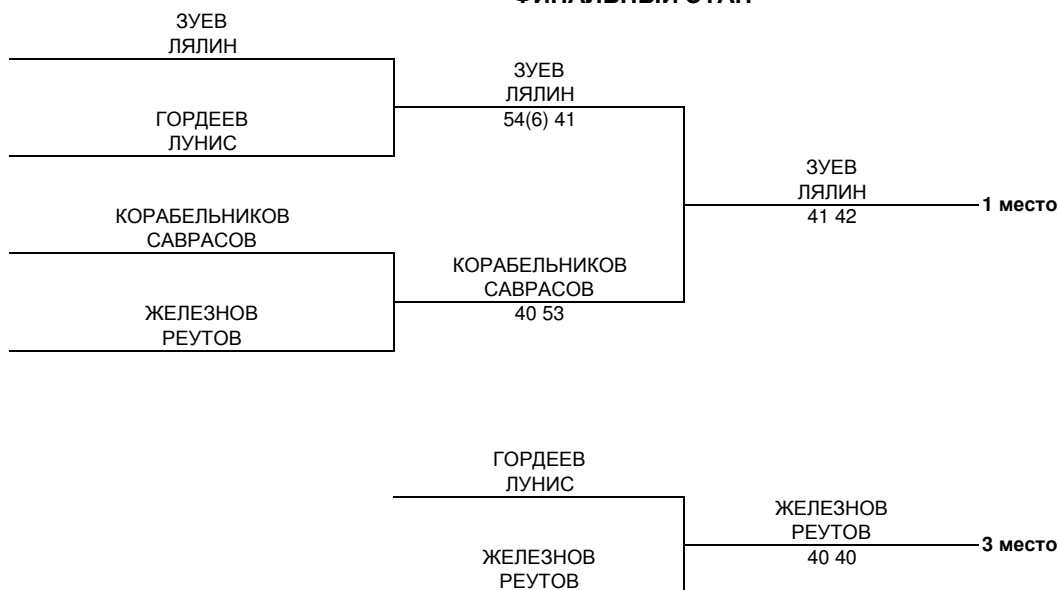 ЗУЕВ
ЛЯЛИН
ЗУЕВ
ЛЯЛИН
54(6) 41
ГОРДЕЕВ
ЛУНИС
ЗУЕВ
ЛЯЛИН
41 42
1 место
КОРАБЕЛЬНИКОВ
САВРАСОВ
КОРАБЕЛЬНИКОВ
САВРАСОВ
40 53
ЖЕЛЕЗНОВ
РЕУТОВ
ГОРДЕЕВ
ЛУНИС
ЖЕЛЕЗНОВ
РЕУТОВ
40 40
3 место
ЖЕЛЕЗНОВ
РЕУТОВ